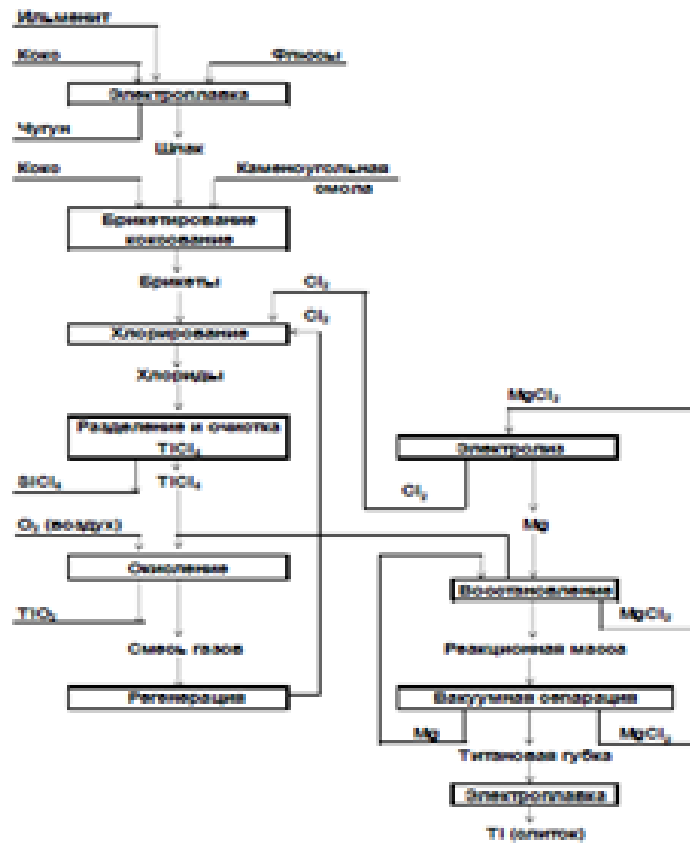 Ильменит
Кокс
Флюсы
Электроплавка
Чугун
Шлак
Кокс
Каменоугольная
смола
Брикетирование
коксование
Брикеты
Cl₂
Cl₂
Хлорирование
Хлориды
MgCl₂
Разделение и очистка
TiCl₄
Электролиз
SiCl₄
TiCl₄
Cl₂
O₂ (воздух)
Mg
Окисление
Восстановление
TiO₂
MgCl₂
Смесь газов
Реакционная масса
Регенерация
Вакуумная сепарация
Mg
MgCl₂
Титановая губка
Электроплавка
Ti (слиток)